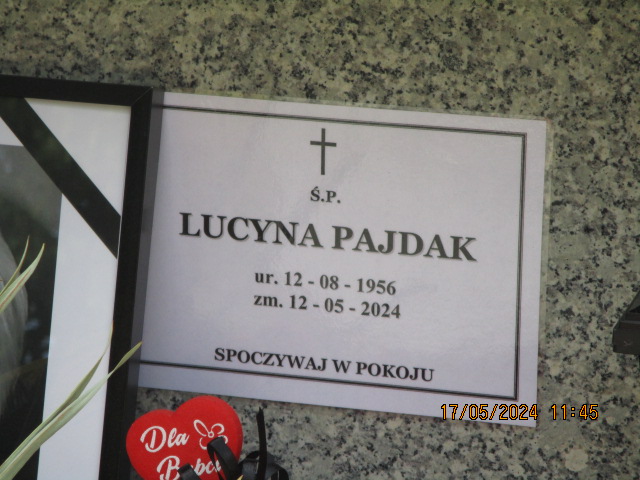 Ś.P.
LUCYNA PAJDAK
ur. 12 - 08 - 1956
zm. 12 - 05 - 2024
SPOCZYWAJ W POKOJU
Dla
17/05/2024 11:45